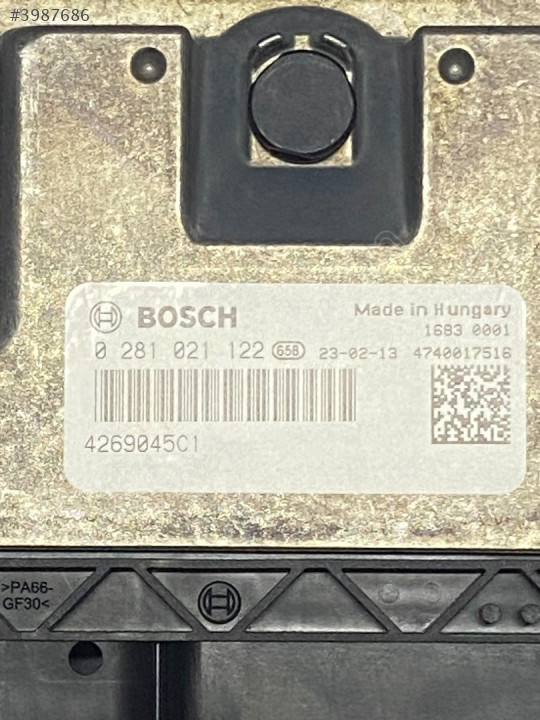 #3987686
BOSCH
Made in Hungary
1683 0001
0 281 021 122 658 23-02-13 4740017516
4269045C1
>PA66-
GF30<